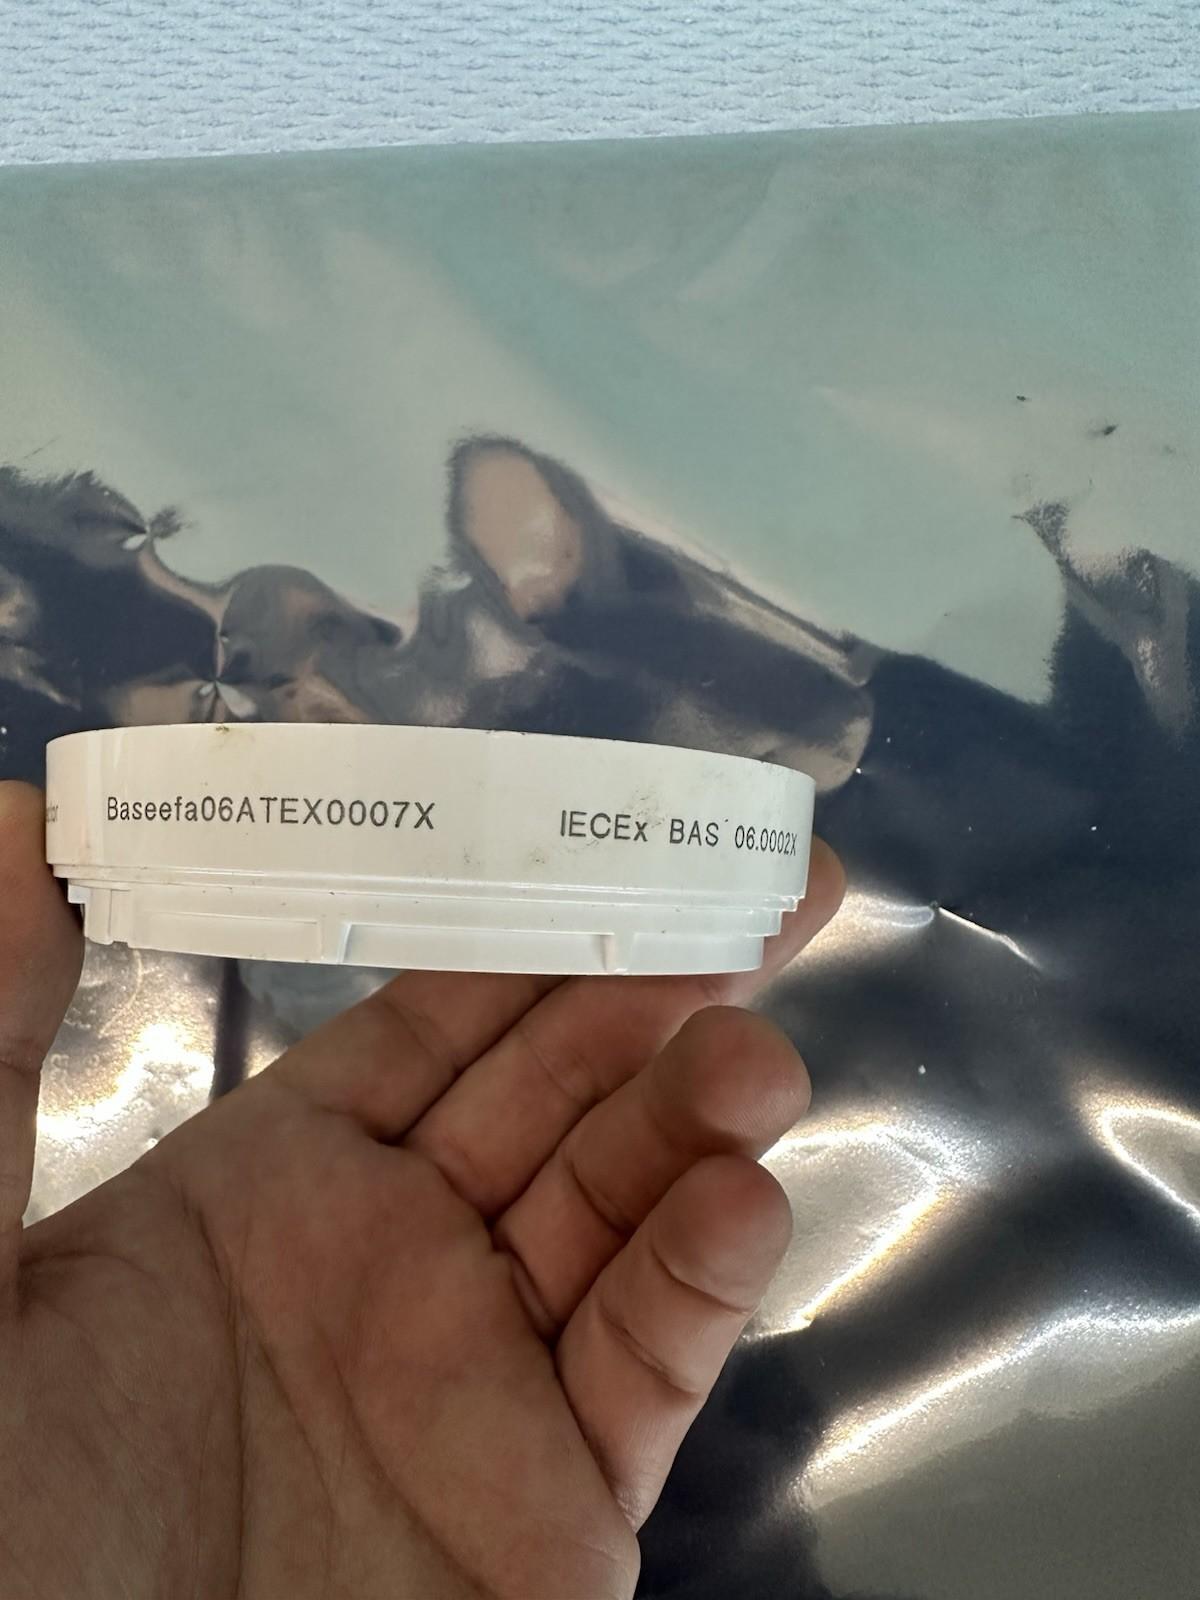 Baseefa06ATEX0007X
IECEx BAS 06.0002X